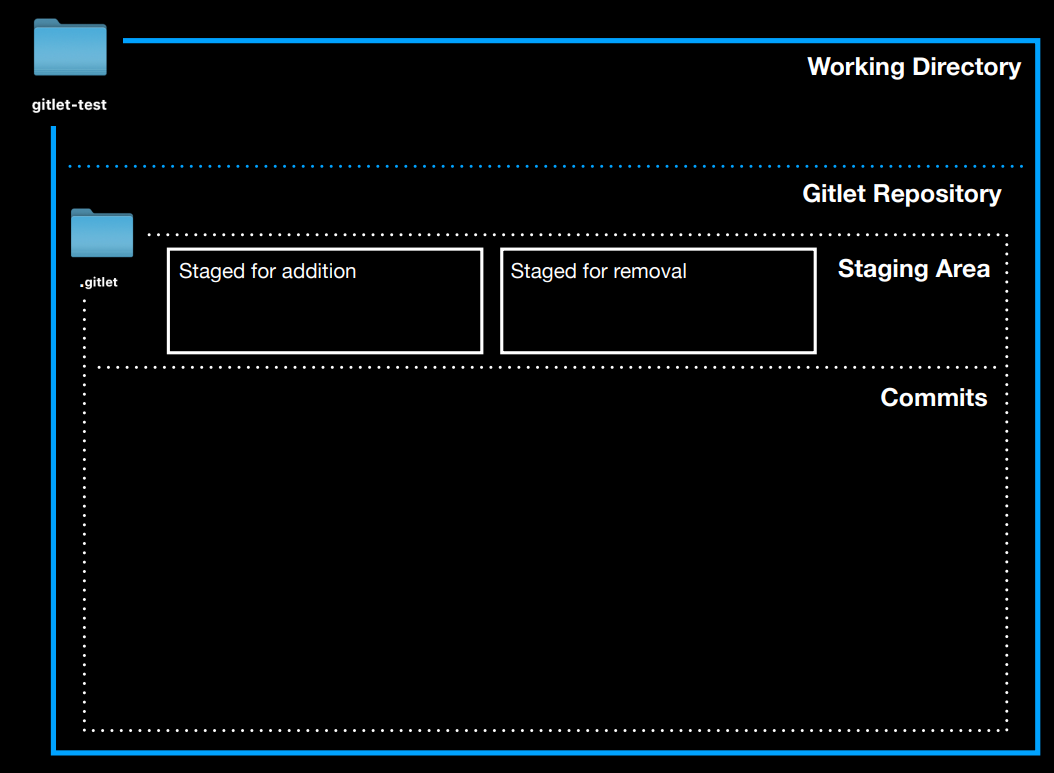 Working Directory
gitlet-test
Gitlet Repository
.gitlet
Staged for addition
Staged for removal
Staging Area
Commits